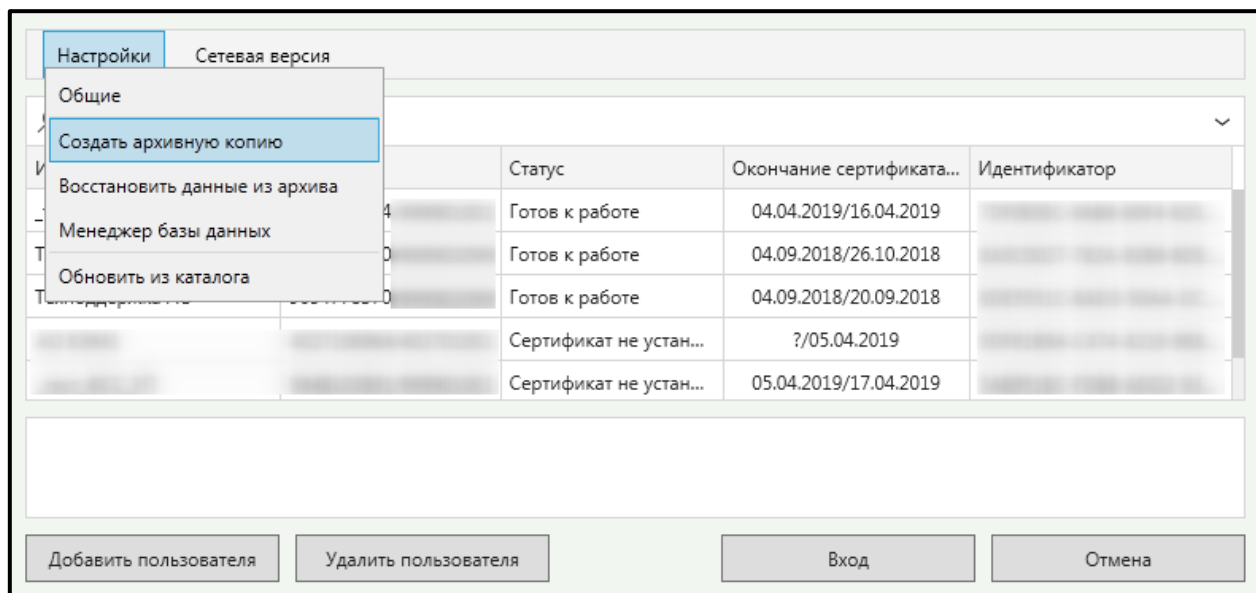 Настройки Сетевая версия
Общие
Создать архивную копию
Статус Окончание сертификата... Идентификатор
Восстановить данные из архива
Готов к работе 04.04.2019/16.04.2019
Менеджер базы данных
Готов к работе 04.09.2018/26.10.2018
Обновить из каталога
Готов к работе 04.09.2018/20.09.2018
Сертификат не устан... ?/05.04.2019
Сертификат не устан... 05.04.2019/17.04.2019
Добавить пользователя Удалить пользователя Вход Отмена